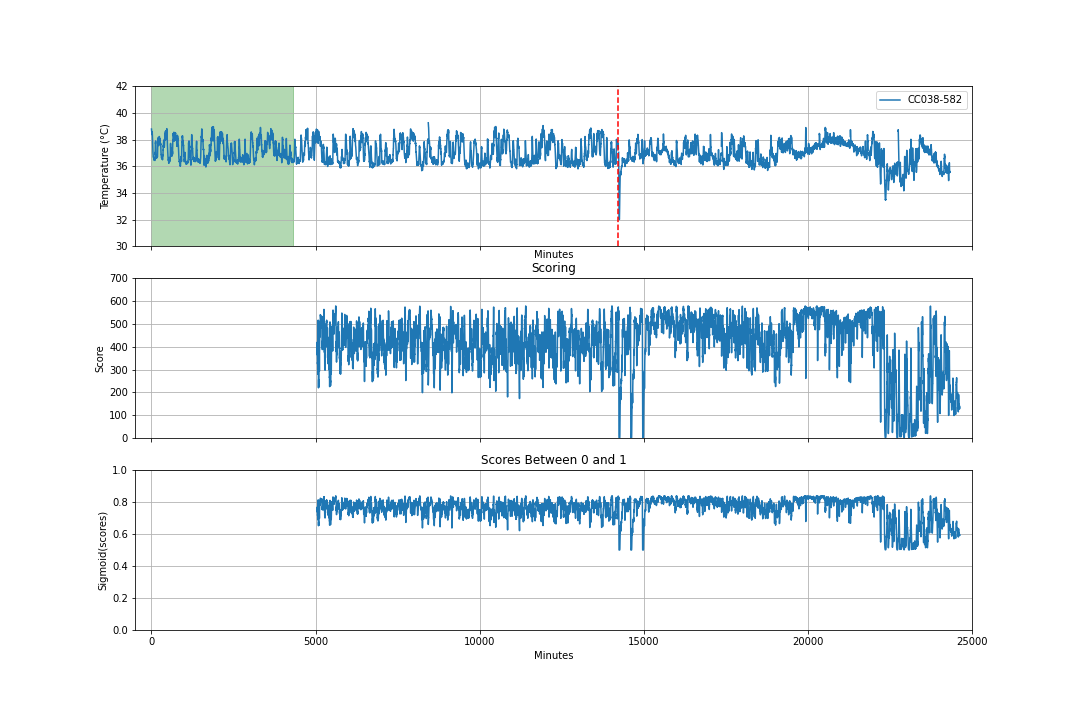 42
40
38
36
34
32
30
Temperature (°C)
CC038-582
Minutes
Scoring
700
600
500
400
300
200
100
0
Score
Scores Between 0 and 1
1.0
0.8
0.6
0.4
0.2
0.0
Sigmoid(scores)
0 5000 10000 15000 20000 25000
Minutes